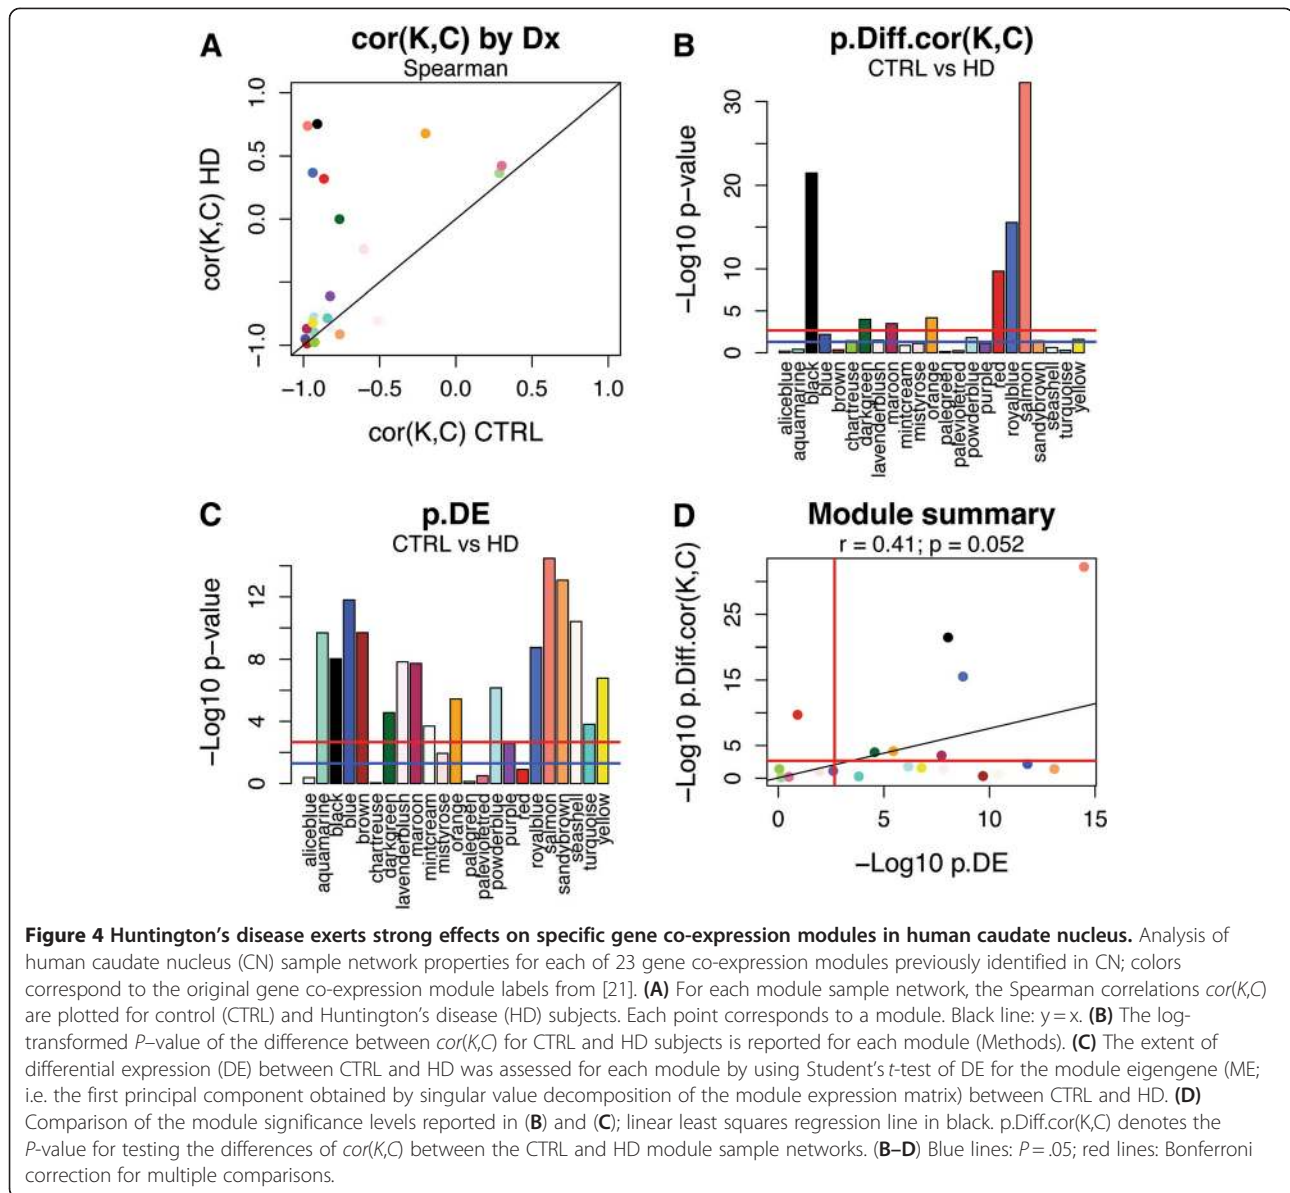 A
cor(K,C) by Dx
Spearman
cor(K,C) HD
1.0
0.5
0.0
−1.0
−1.0
−0.5
0.0
0.5
1.0
cor(K,C) CTRL
B
p.Diff.cor(K,C)
CTRL vs HD
−Log10 p−value
30
20
10
5
0
aliceblue
aquamarine
black
blue
brown
chartreuse
darkgreen
lavenderblush
maroon
mintcream
mistyrose
orange
palegreen
palevioletred
powderblue
purple
red
royalblue
salmon
sandybrown
seashell
turquoise
yellow
C
p.DE
CTRL vs HD
−Log10 p−value
12
8
4
0
aliceblue
aquamarine
black
blue
brown
chartreuse
darkgreen
lavenderblush
maroon
mintcream
mistyrose
orange
palegreen
palevioletred
powderblue
purple
red
royalblue
salmon
sandybrown
seashell
turquoise
yellow
D
Module summary
r = 0.41; p = 0.052
−Log10 p.Diff.cor(K,C)
25
15
5
0
0
5
10
15
−Log10 p.DE
Figure 4 Huntington's disease exerts strong effects on specific gene co-expression modules in human caudate nucleus. Analysis of
human caudate nucleus (CN) sample network properties for each of 23 gene co-expression modules previously identified in CN; colors
correspond to the original gene co-expression module labels from [21]. (A) For each module sample network, the Spearman correlations cor(K,C)
are plotted for control (CTRL) and Huntington's disease (HD) subjects. Each point corresponds to a module. Black line: y = x. (B) The log-
transformed P–value of the difference between cor(K,C) for CTRL and HD subjects is reported for each module (Methods). (C) The extent of
differential expression (DE) between CTRL and HD was assessed for each module by using Student's t-test of DE for the module eigengene (ME;
i.e. the first principal component obtained by singular value decomposition of the module expression matrix) between CTRL and HD. (D)
Comparison of the module significance levels reported in (B) and (C); linear least squares regression line in black. p.Diff.cor(K,C) denotes the
P-value for testing the differences of cor(K,C) between the CTRL and HD module sample networks. (B–D) Blue lines: P = .05; red lines: Bonferroni
correction for multiple comparisons.